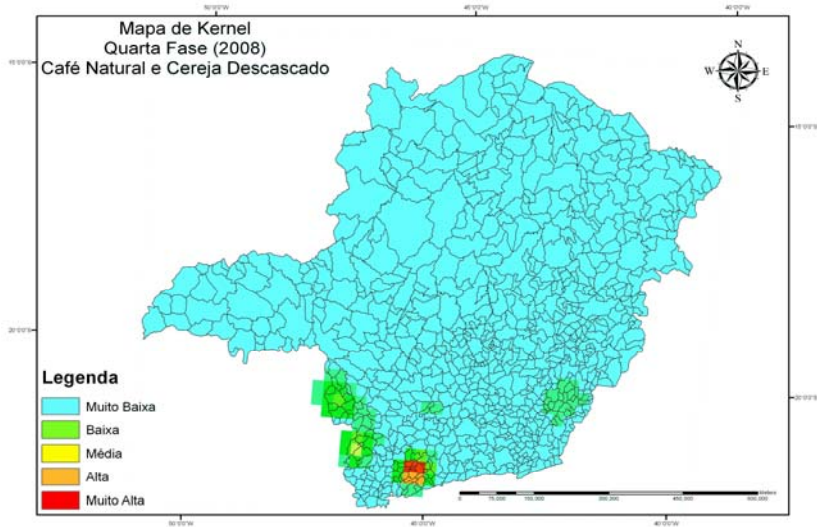 Mapa de Kernel
Quarta Fase (2008)
Café Natural e Cereja Descascado
N
W
E
S
Legenda
Muito Baixa
Baixa
Média
Alta
Muito Alta